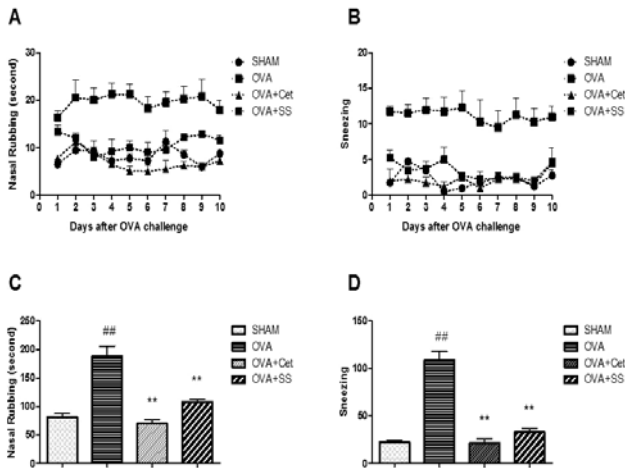 A
Nasal Rubbing (second)
30
20
10
0
0 1 2 3 4 5 6 7 8 9 10
Days after OVA challenge
SHAM
OVA
OVA+Cet
OVA+SS
B
Sneezing
20
15
10
5
0
0 1 2 3 4 5 6 7 8 9 10
Days after OVA challenge
SHAM
OVA
OVA+Cet
OVA+SS
C
Nasal Rubbing (second)
250
200
150
100
50
0
##
**
**
SHAM
OVA
OVA+Cet
OVA+SS
D
Sneezing
150
100
50
0
##
**
**
SHAM
OVA
OVA+Cet
OVA+SS